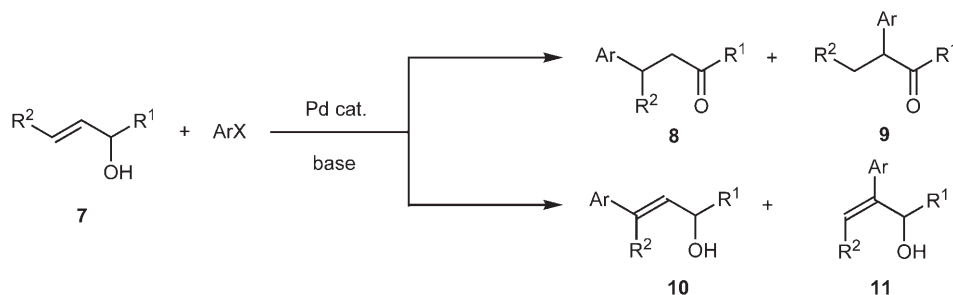 Ar
R² R¹
O
8
+
Ar
R² R¹
O
9
R² R¹
OH
7
+
ArX
Pd cat.
base
Ar R¹
R² OH
10
+
Ar
R¹
R² OH
11